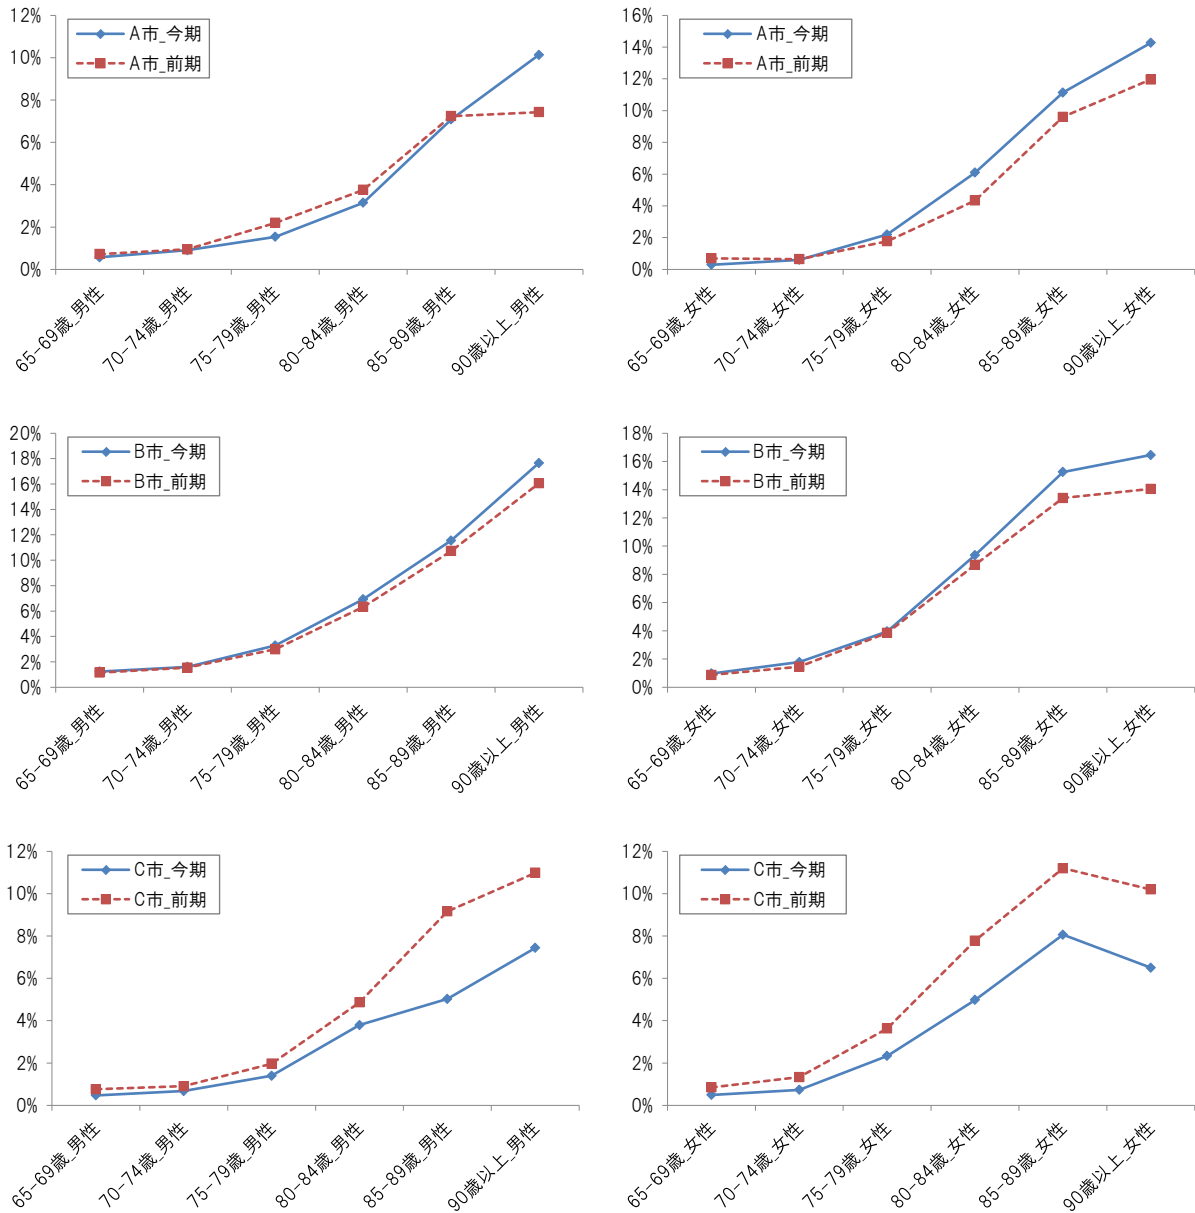 12%
10%
8%
6%
4%
2%
0%
A市_今期
A市_前期
65-69歳_男性
70-74歳_男性
75-79歳_男性
80-84歳_男性
85-89歳_男性
90歳以上_男性
16%
14%
12%
10%
8%
6%
4%
2%
0%
A市_今期
A市_前期
65-69歳_女性
70-74歳_女性
75-79歳_女性
80-84歳_女性
85-89歳_女性
90歳以上_女性
20%
18%
16%
14%
12%
10%
8%
6%
4%
2%
0%
B市_今期
B市_前期
65-69歳_男性
70-74歳_男性
75-79歳_男性
80-84歳_男性
85-89歳_男性
90歳以上_男性
18%
16%
14%
12%
10%
8%
6%
4%
2%
0%
B市_今期
B市_前期
65-69歳_女性
70-74歳_女性
75-79歳_女性
80-84歳_女性
85-89歳_女性
90歳以上_女性
12%
10%
8%
6%
4%
2%
0%
C市_今期
C市_前期
65-69歳_男性
70-74歳_男性
75-79歳_男性
80-84歳_男性
85-89歳_男性
90歳以上_男性
12%
10%
8%
6%
4%
2%
0%
C市_今期
C市_前期
65-69歳_女性
70-74歳_女性
75-79歳_女性
80-84歳_女性
85-89歳_女性
90歳以上_女性